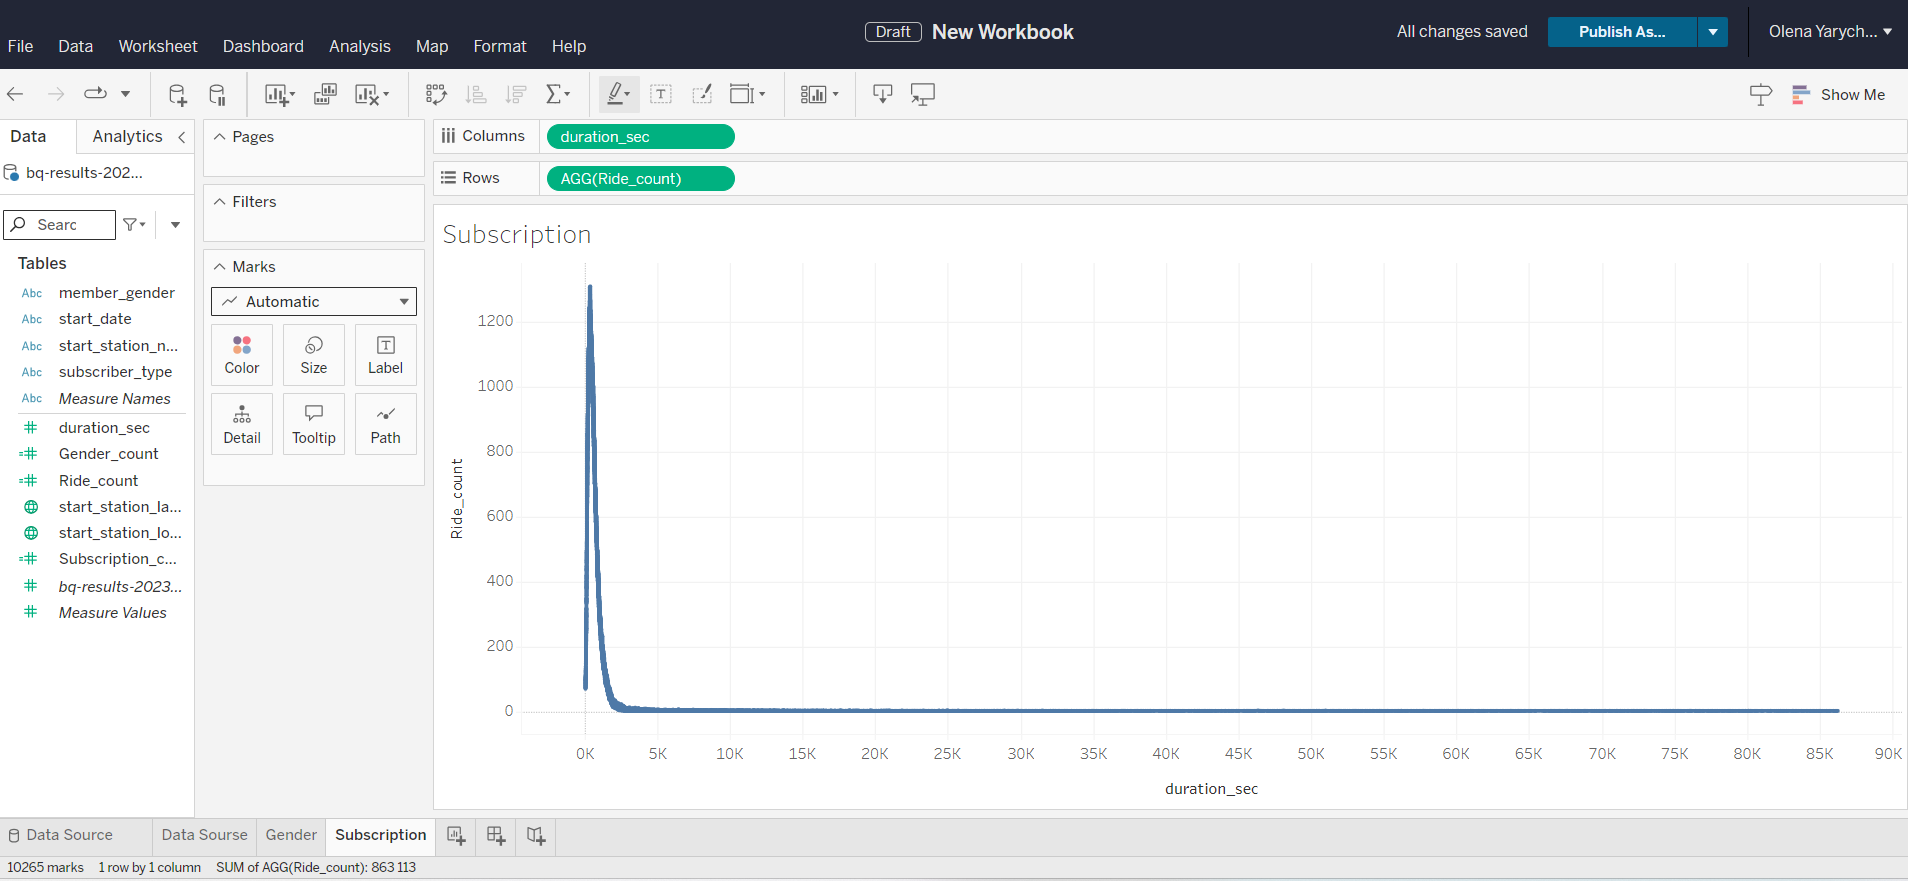 Draft New Workbook
All changes saved
Publish As...
Olena Yarych...
File Data Worksheet Dashboard Analysis Map Format Help
Show Me
Data Analytics
bq-results-202...
Searc
Tables
Abc member_gender
Abc start_date
Abc start_station_n...
Abc subscriber_type
Abc Measure Names
duration_sec
Gender_count
Ride_count
start_station_la...
start_station_lo...
Subscription_c...
bq-results-2023...
Measure Values
Pages
Filters
Marks
Automatic
Color Size Label
Detail Tooltip Path
Columns duration_sec
Rows AGG(Ride_count)
Subscription
Ride_count
1200
1000
800
600
400
200
0
0K 5K 10K 15K 20K 25K 30K 35K 40K 45K 50K 55K 60K 65K 70K 75K 80K 85K 90K
duration_sec
Data Source Data Sourse Gender Subscription
10265 marks 1 row by 1 column SUM of AGG(Ride_count): 863 113